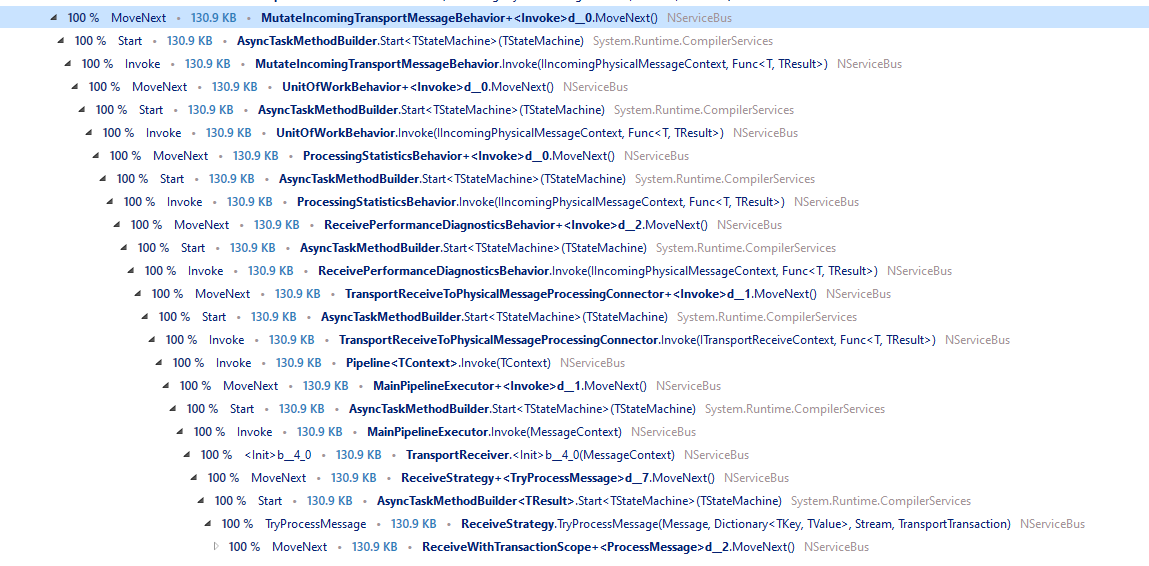 100 % MoveNext • 130.9 KB • MutateIncomingTransportMessageBehavior+<Invoke>d__0.MoveNext() NServiceBus
100 % Start • 130.9 KB • AsyncTaskMethodBuilder.Start<TStateMachine>(TStateMachine) System.Runtime.CompilerServices
100 % Invoke • 130.9 KB • MutateIncomingTransportMessageBehavior.Invoke(IIncomingPhysicalMessageContext, Func<T, TResult>) NServiceBus
100 % MoveNext • 130.9 KB • UnitOfWorkBehavior+<Invoke>d__0.MoveNext() NServiceBus
100 % Start • 130.9 KB • AsyncTaskMethodBuilder.Start<TStateMachine>(TStateMachine) System.Runtime.CompilerServices
100 % Invoke • 130.9 KB • UnitOfWorkBehavior.Invoke(IIncomingPhysicalMessageContext, Func<T, TResult>) NServiceBus
100 % MoveNext • 130.9 KB • ProcessingStatisticsBehavior+<Invoke>d__0.MoveNext() NServiceBus
100 % Start • 130.9 KB • AsyncTaskMethodBuilder.Start<TStateMachine>(TStateMachine) System.Runtime.CompilerServices
100 % Invoke • 130.9 KB • ProcessingStatisticsBehavior.Invoke(IIncomingPhysicalMessageContext, Func<T, TResult>) NServiceBus
100 % MoveNext • 130.9 KB • ReceivePerformanceDiagnosticsBehavior+<Invoke>d__2.MoveNext() NServiceBus
100 % Start • 130.9 KB • AsyncTaskMethodBuilder.Start<TStateMachine>(TStateMachine) System.Runtime.CompilerServices
100 % Invoke • 130.9 KB • ReceivePerformanceDiagnosticsBehavior.Invoke(IIncomingPhysicalMessageContext, Func<T, TResult>) NServiceBus
100 % MoveNext • 130.9 KB • TransportReceiveToPhysicalMessageProcessingConnector+<Invoke>d__1.MoveNext() NServiceBus
100 % Start • 130.9 KB • AsyncTaskMethodBuilder.Start<TStateMachine>(TStateMachine) System.Runtime.CompilerServices
100 % Invoke • 130.9 KB • TransportReceiveToPhysicalMessageProcessingConnector.Invoke(ITransportReceiveContext, Func<T, TResult>) NServiceBus
100 % Invoke • 130.9 KB • Pipeline<TContext>.Invoke(TContext) NServiceBus
100 % MoveNext • 130.9 KB • MainPipelineExecutor+<Invoke>d__1.MoveNext() NServiceBus
100 % Start • 130.9 KB • AsyncTaskMethodBuilder.Start<TStateMachine>(TStateMachine) System.Runtime.CompilerServices
100 % Invoke • 130.9 KB • MainPipelineExecutor.Invoke(MessageContext) NServiceBus
100 % <Init>b__4_0 • 130.9 KB • TransportReceiver.<Init>b__4_0(MessageContext) NServiceBus
100 % MoveNext • 130.9 KB • ReceiveStrategy+<TryProcessMessage>d__7.MoveNext() NServiceBus
100 % Start • 130.9 KB • AsyncTaskMethodBuilder<TResult>.Start<TStateMachine>(TStateMachine) System.Runtime.CompilerServices
100 % TryProcessMessage • 130.9 KB • ReceiveStrategy.TryProcessMessage(Message, Dictionary<TKey, TValue>, Stream, TransportTransaction) NServiceBus
100 % MoveNext • 130.9 KB • ReceiveWithTransactionScope+<ProcessMessage>d__2.MoveNext() NServiceBus